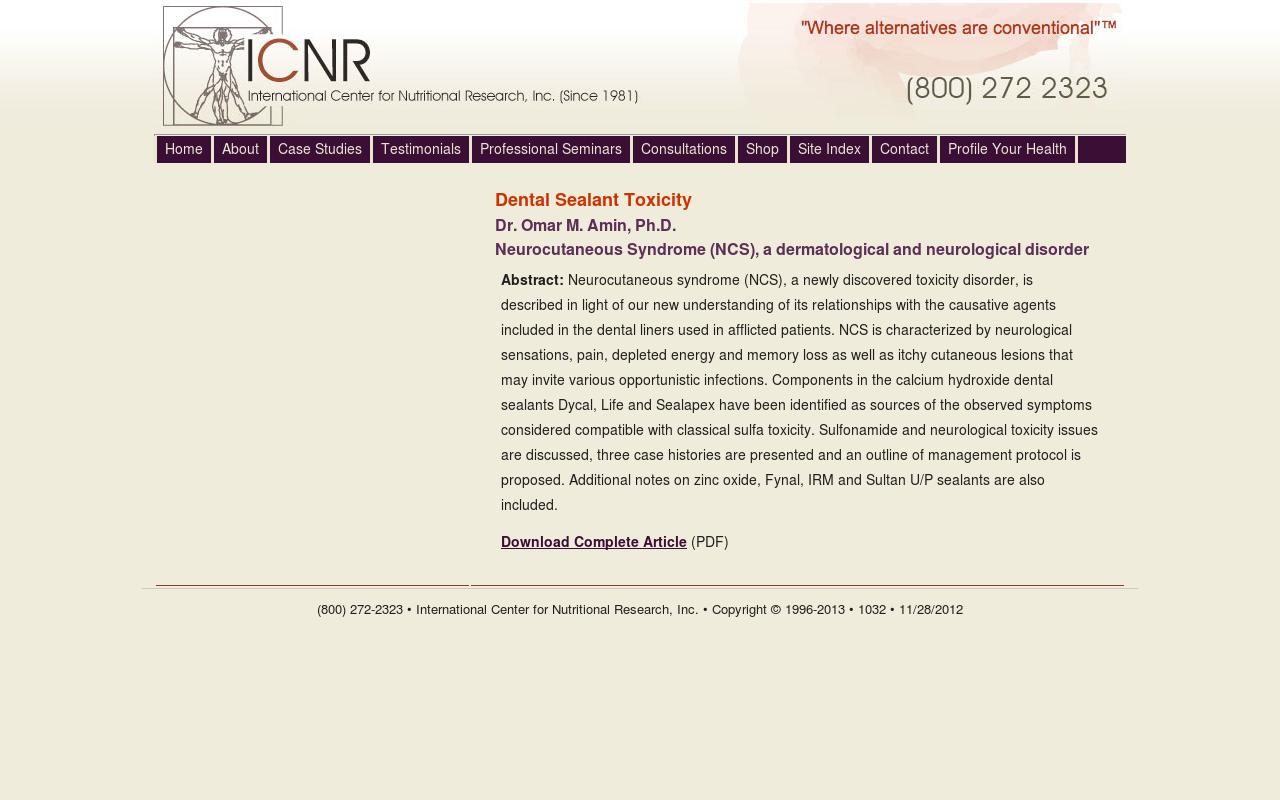 "Where alternatives are conventional"™
ICNR
(800) 272 2323
International Center for Nutritional Research, Inc. (Since 1981)
Home About Case Studies Testimonials Professional Seminars Consultations Shop Site Index Contact Profile Your Health
Dental Sealant Toxicity
Dr. Omar M. Amin, Ph.D.
Neurocutaneous Syndrome (NCS), a dermatological and neurological disorder
Abstract: Neurocutaneous syndrome (NCS), a newly discovered toxicity disorder, is
described in light of our new understanding of its relationships with the causative agents
included in the dental liners used in afflicted patients. NCS is characterized by neurological
sensations, pain, depleted energy and memory loss as well as itchy cutaneous lesions that
may invite various opportunistic infections. Components in the calcium hydroxide dental
sealants Dycal, Life and Sealapex have been identified as sources of the observed symptoms
considered compatible with classical sulfa toxicity. Sulfonamide and neurological toxicity issues
are discussed, three case histories are presented and an outline of management protocol is
proposed. Additional notes on zinc oxide, Fynal, IRM and Sultan U/P sealants are also
included.
Download Complete Article (PDF)
(800) 272-2323 • International Center for Nutritional Research, Inc. • Copyright © 1996-2013 • 1032 • 11/28/2012